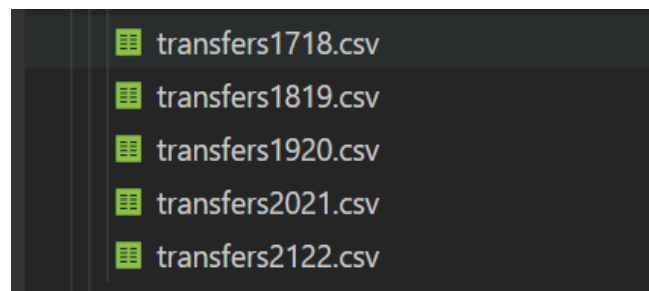 transfers1718.csv
transfers1819.csv
transfers1920.csv
transfers2021.csv
transfers2122.csv